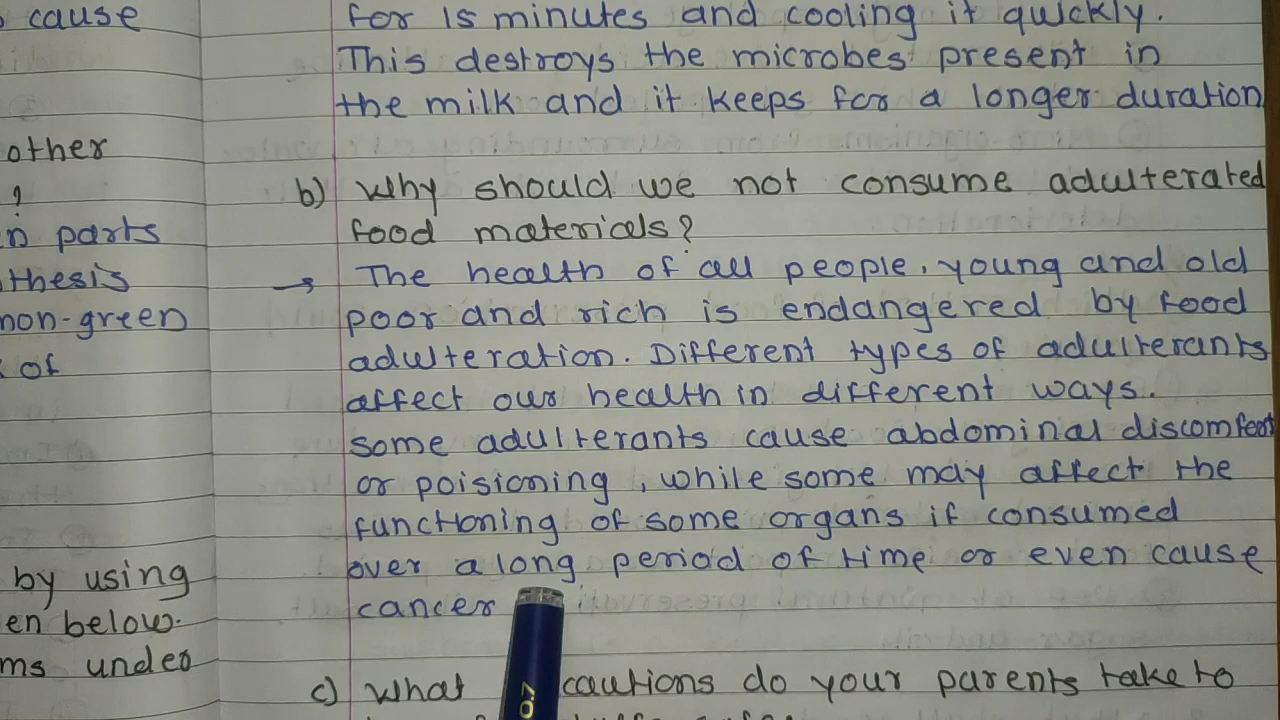 cause
other
?
n parts
thesis
non-green
of
by using
en below.
ms under
for 15 minutes and cooling it quickly.
This destroys the microbes present in
the milk and it keeps for a longer duration
b) Why should we not consume adulterated
food materials?
→ The health of all people, young and old
poor and rich is endangered by food
adulteration. Different types of adulterants
affect our health in different ways.
some adulterants cause abdominal discomfeot
or poisioning, while some may affect the
functioning of some organs if consumed
over a long period of time or even cause
cancer
c) What cautions do your parents take to